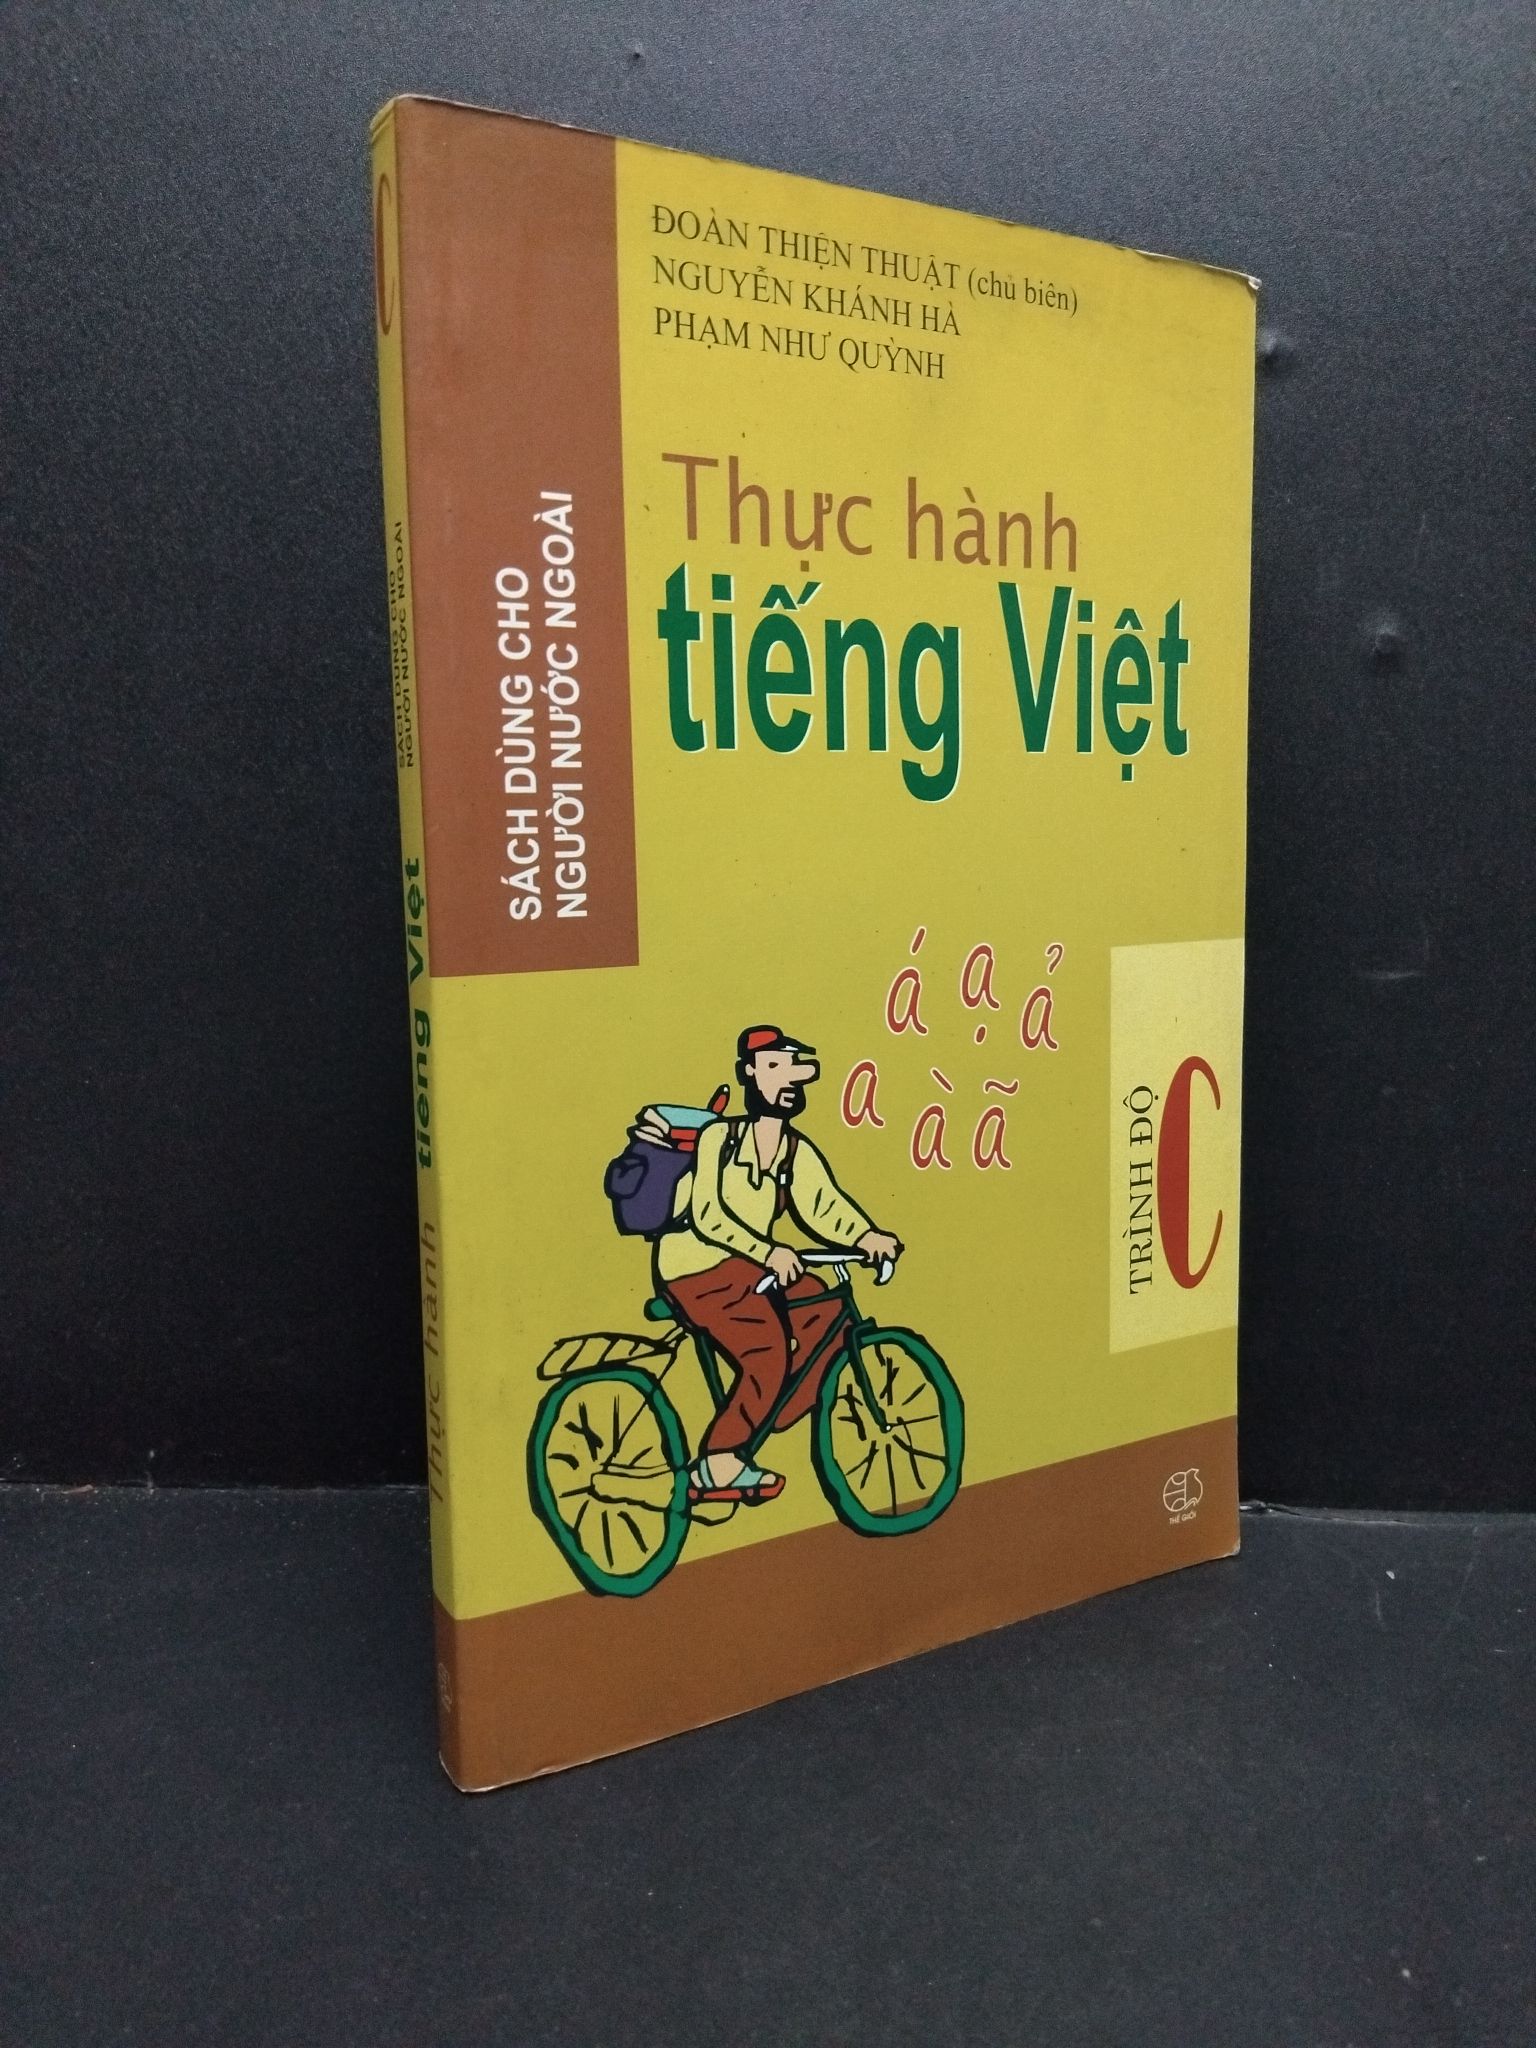 ĐOÀN THIỆN THUẬT (chủ biên)
NGUYỄN KHÁNH HÀ
PHẠM NHƯ QUỲNH
Thực hành
tiếng Việt
SÁCH DÙNG CHO
NGƯỜI NƯỚC NGOÀI
á ạ ả
a à ã
TRÌNH ĐỘ
C
THẾ GIỚI
C
SÁCH DÙNG CHO
NGƯỜI NƯỚC NGOÀI
Thực hành tiếng Việt